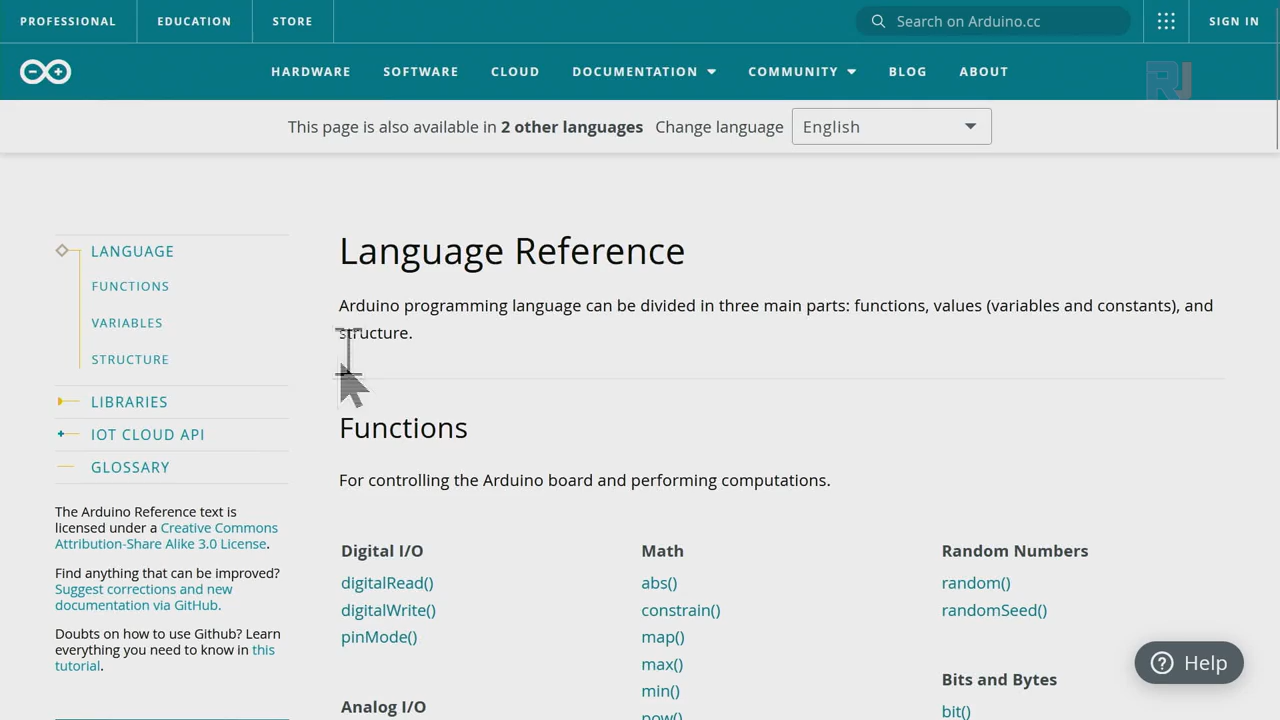 PROFESSIONAL EDUCATION STORE Search on Arduino.cc SIGN IN
HARDWARE SOFTWARE CLOUD DOCUMENTATION COMMUNITY BLOG ABOUT
RJ
This page is also available in 2 other languages Change language English
LANGUAGE
FUNCTIONS
VARIABLES
STRUCTURE
LIBRARIES
IOT CLOUD API
GLOSSARY
The Arduino Reference text is
licensed under a Creative Commons
Attribution-Share Alike 3.0 License.
Find anything that can be improved?
Suggest corrections and new
documentation via GitHub.
Doubts on how to use Github? Learn
everything you need to know in this
tutorial.
Language Reference
Arduino programming language can be divided in three main parts: functions, values (variables and constants), and
structure.
Functions
For controlling the Arduino board and performing computations.
Digital I/O
digitalRead()
digitalWrite()
pinMode()
Analog I/O
Math
abs()
constrain()
map()
max()
min()
pow()
Random Numbers
random()
randomSeed()
Bits and Bytes
bit()
Help